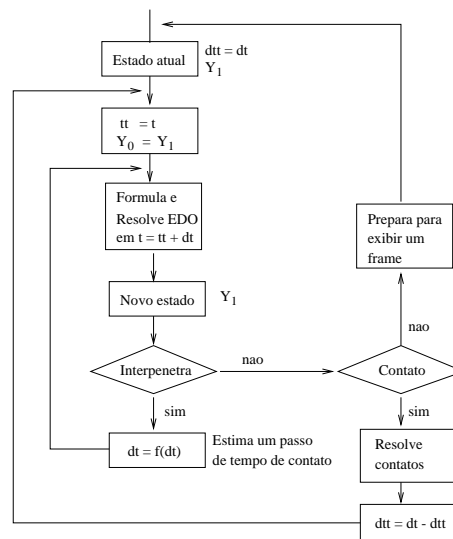 dtt = dt
Estado atual
Y1
tt = t
Y0 = Y1
Formula e
Resolve EDO
em t = tt + dt
Prepara para
exibir um
frame
Novo estado
Y1
nao
Interpenetra
nao
Contato
sim
sim
dt = f(dt)
Estima um passo
de tempo de contato
Resolve
contatos
dtt = dt - dtt